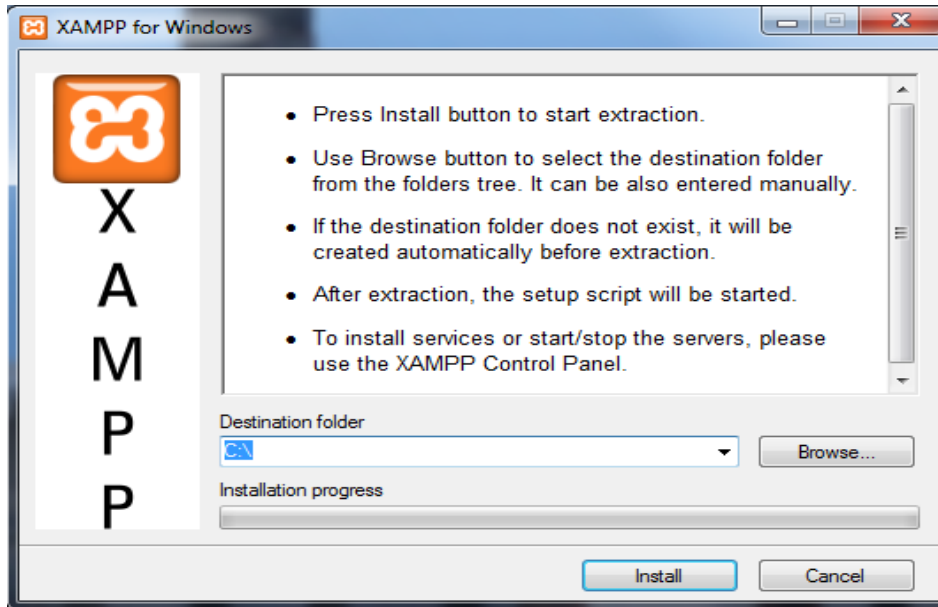 XAMPP for Windows
X
A
M
P
P
• Press Install button to start extraction.
• Use Browse button to select the destination folder
from the folders tree. It can be also entered manually.
• If the destination folder does not exist, it will be
created automatically before extraction.
• After extraction, the setup script will be started.
• To install services or start/stop the servers, please
use the XAMPP Control Panel.
Destination folder
C:\
Browse...
Installation progress
Install
Cancel